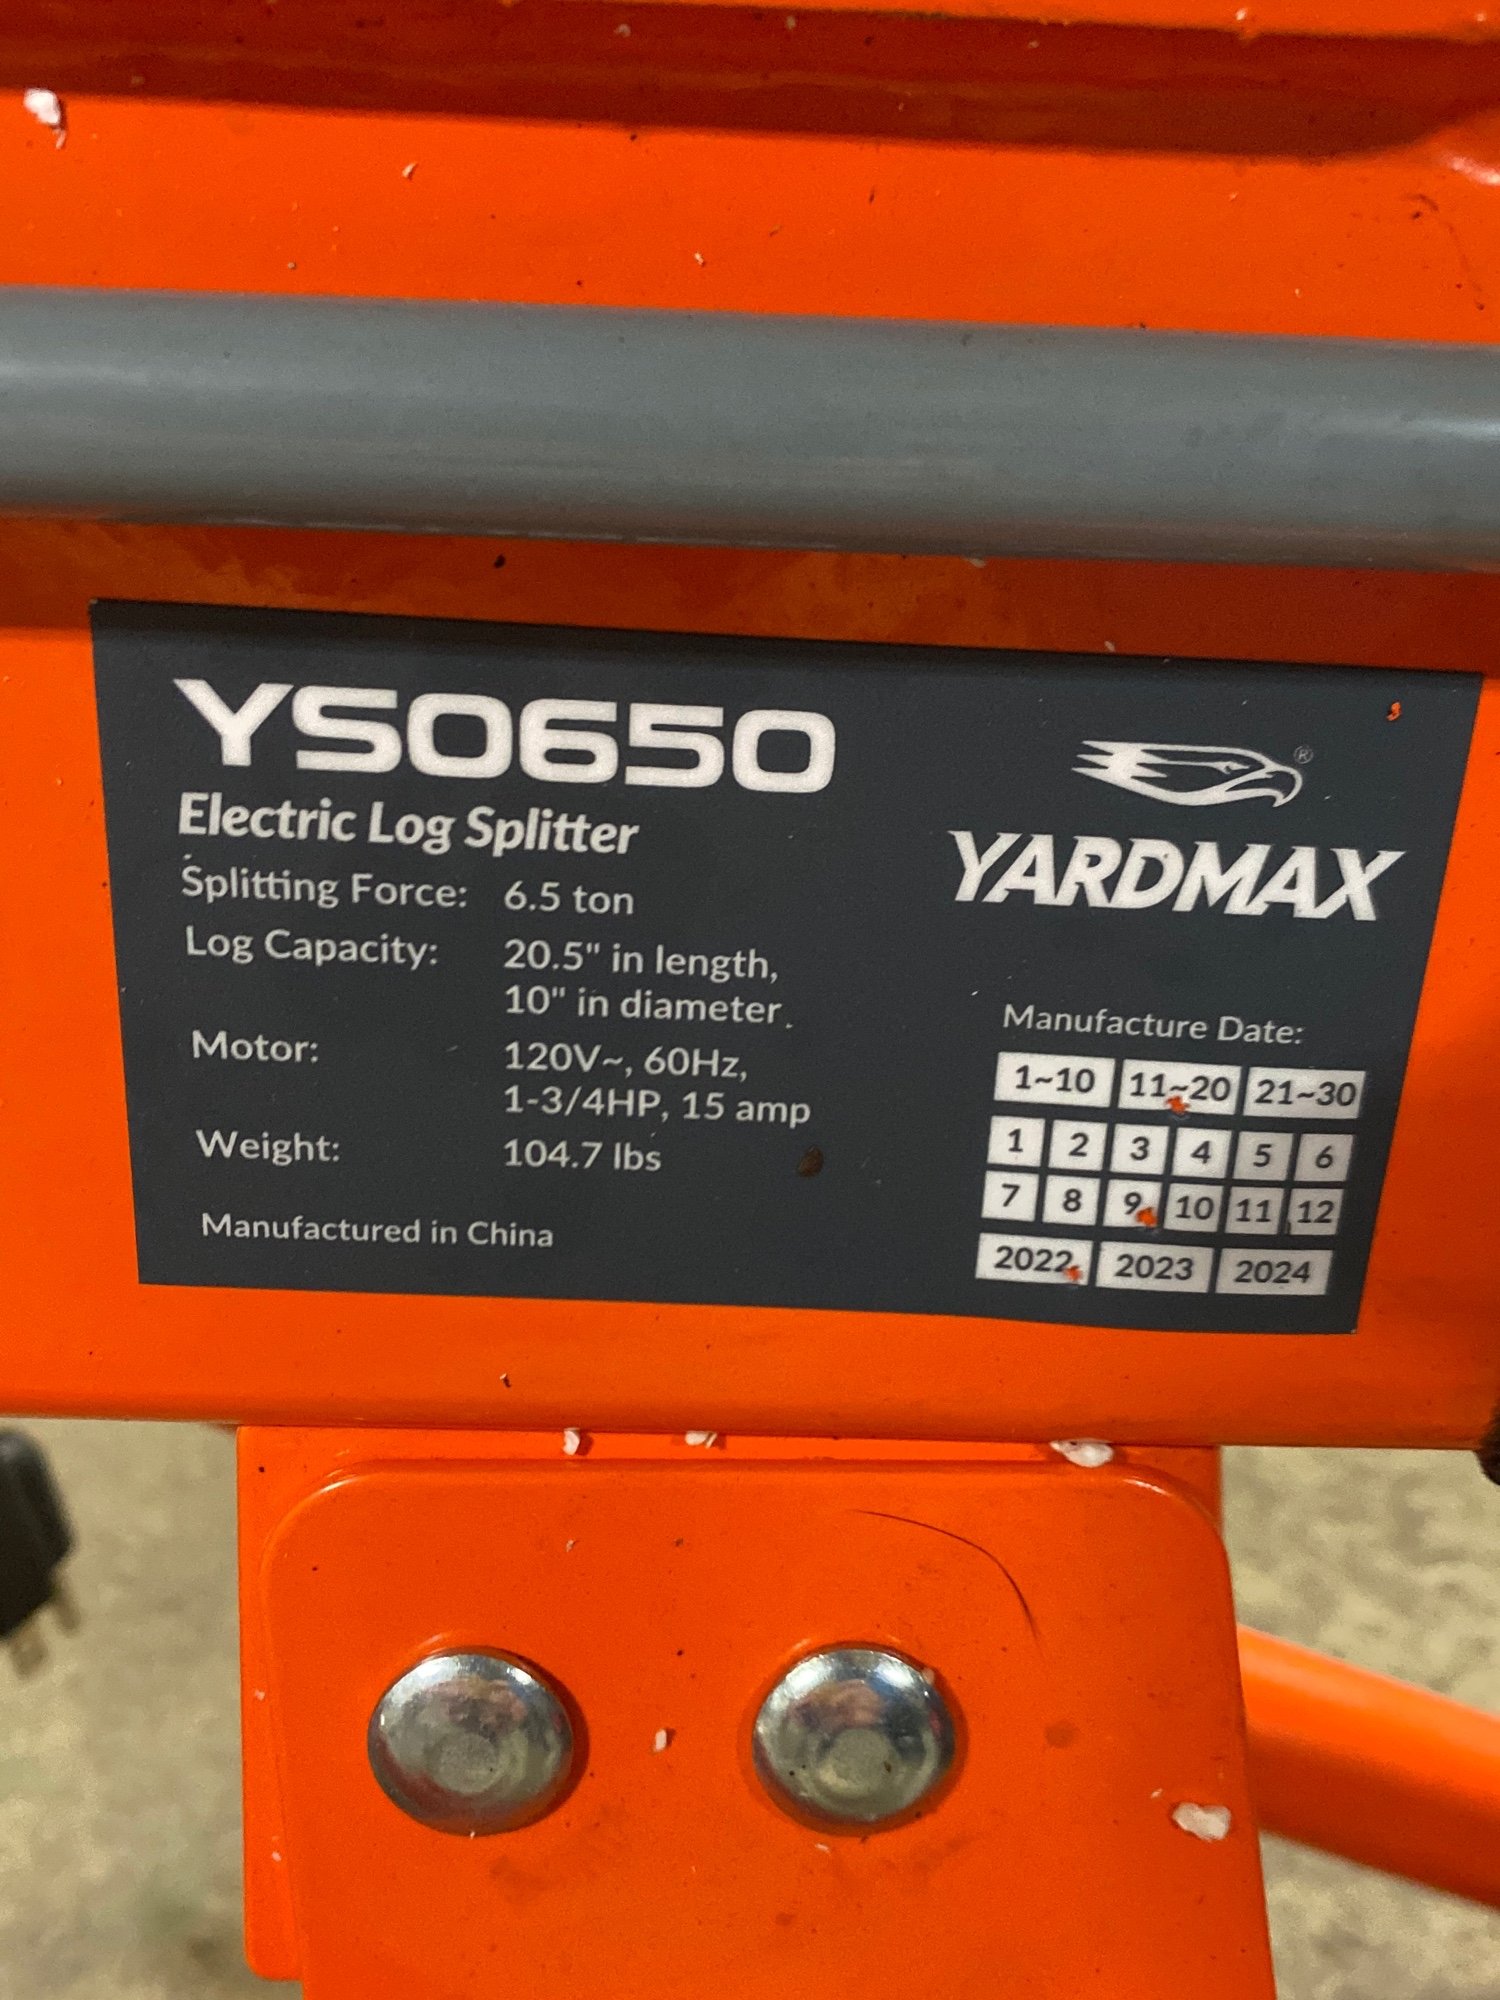 YS0650
Electric Log Splitter
Splitting Force: 6.5 ton
Log Capacity: 20.5" in length,
10" in diameter.
Motor: 120V~, 60Hz,
1-3/4HP, 15 amp
Weight: 104.7 lbs
Manufactured in China
®
YARDMAX
Manufacture Date:
1~10 11~20 21~30
1 2 3 4 5 6
7 8 9 10 11 12
2022 2023 2024